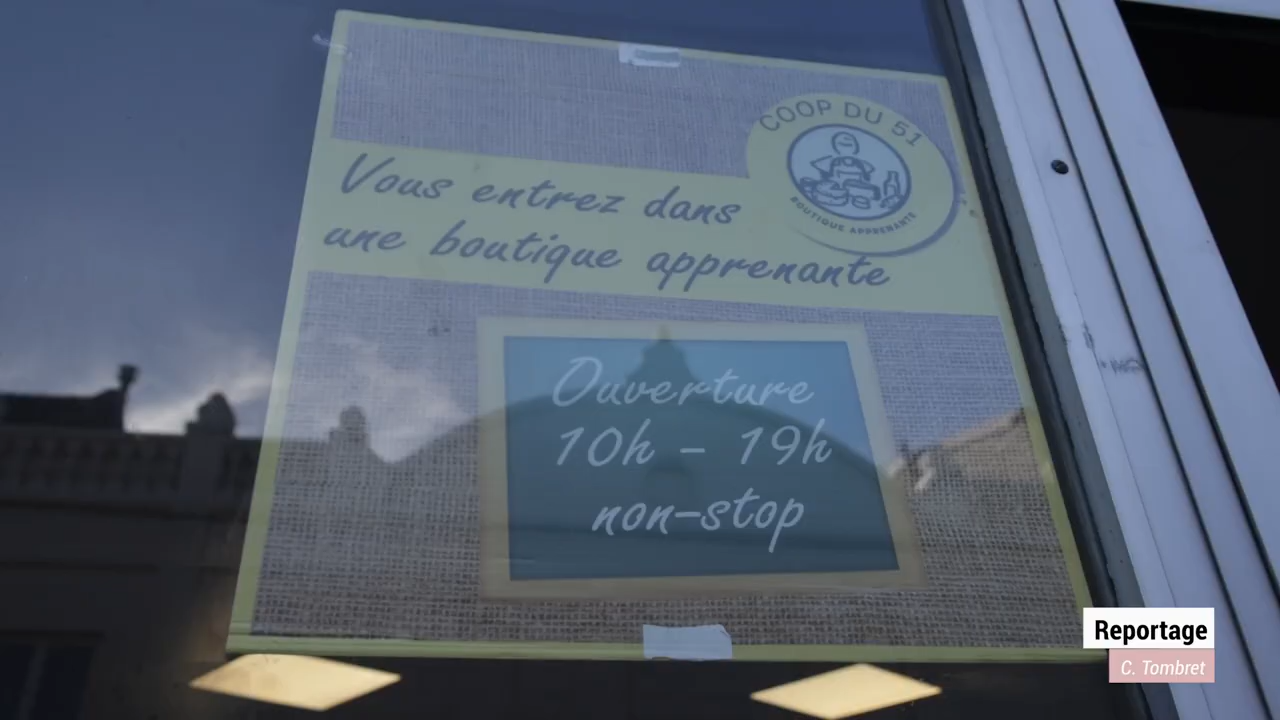 COOP DU 51
BOUTIQUE APPRENANTE
Vous entrez dans
une boutique apprenante
Ouverture
10h - 19h
non-stop
Reportage
C. Tombret